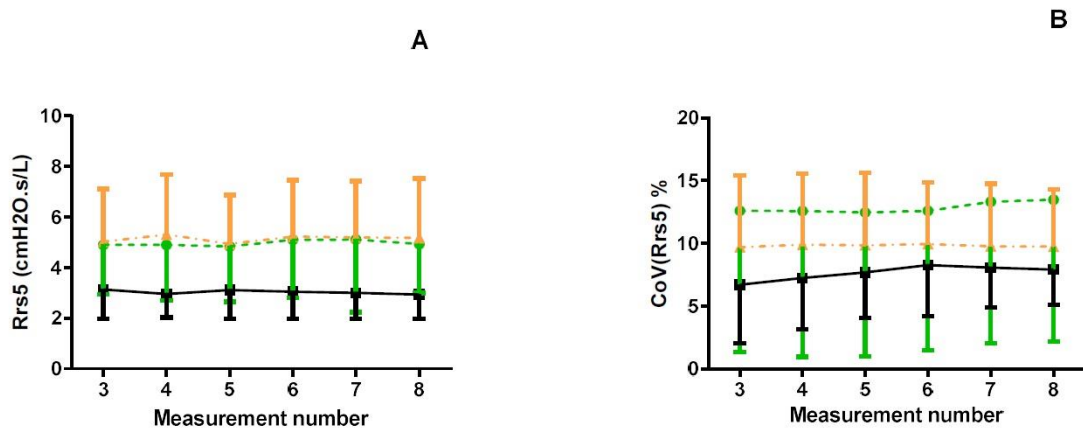 A
Rrs5 (cmH2O.s/L)
10
8
6
4
2
0
3 4 5 6 7 8
Measurement number
B
CoV(Rrs5) %
20
15
10
5
0
3 4 5 6 7 8
Measurement number